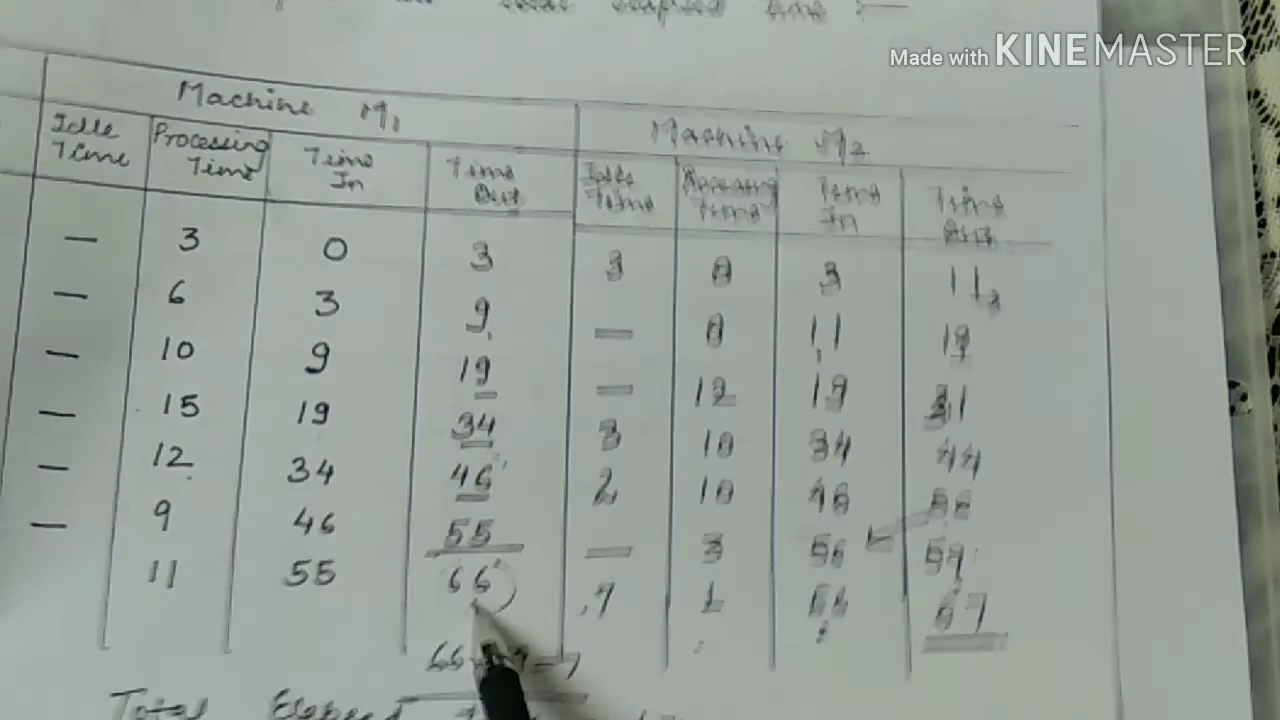 total elapsed time :—
Made with KINEMASTER
Machine M1 Machine M2
Idle Time Processing Time Time In Time Out Idle Time Processing Time Time In Time Out
— 3 0 3 3 8 3 11
— 6 3 9 — 8 11 19
— 10 9 19 — 12 19 31
— 15 19 34 3 10 34 44
— 12 34 46 2 10 46 56
— 9 46 55 — 3 56 59
11 55 66 7 1 66 67
Total Elapsed